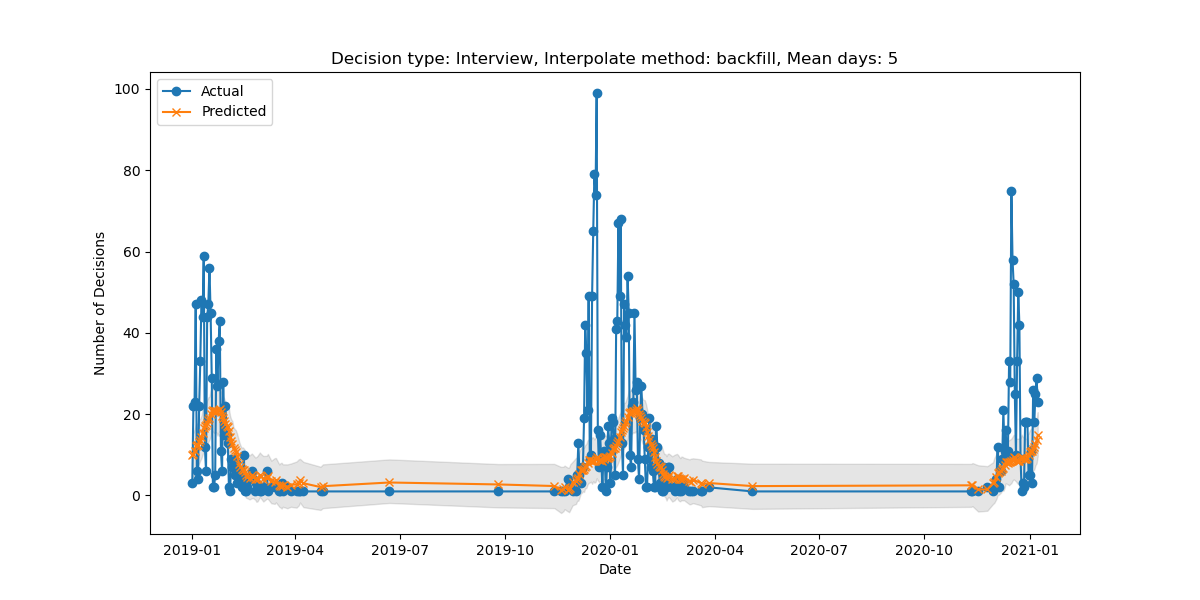 Decision type: Interview, Interpolate method: backfill, Mean days: 5
Actual
Predicted
100
80
60
40
20
0
Number of Decisions
2019-01 2019-04 2019-07 2019-10 2020-01 2020-04 2020-07 2020-10 2021-01
Date